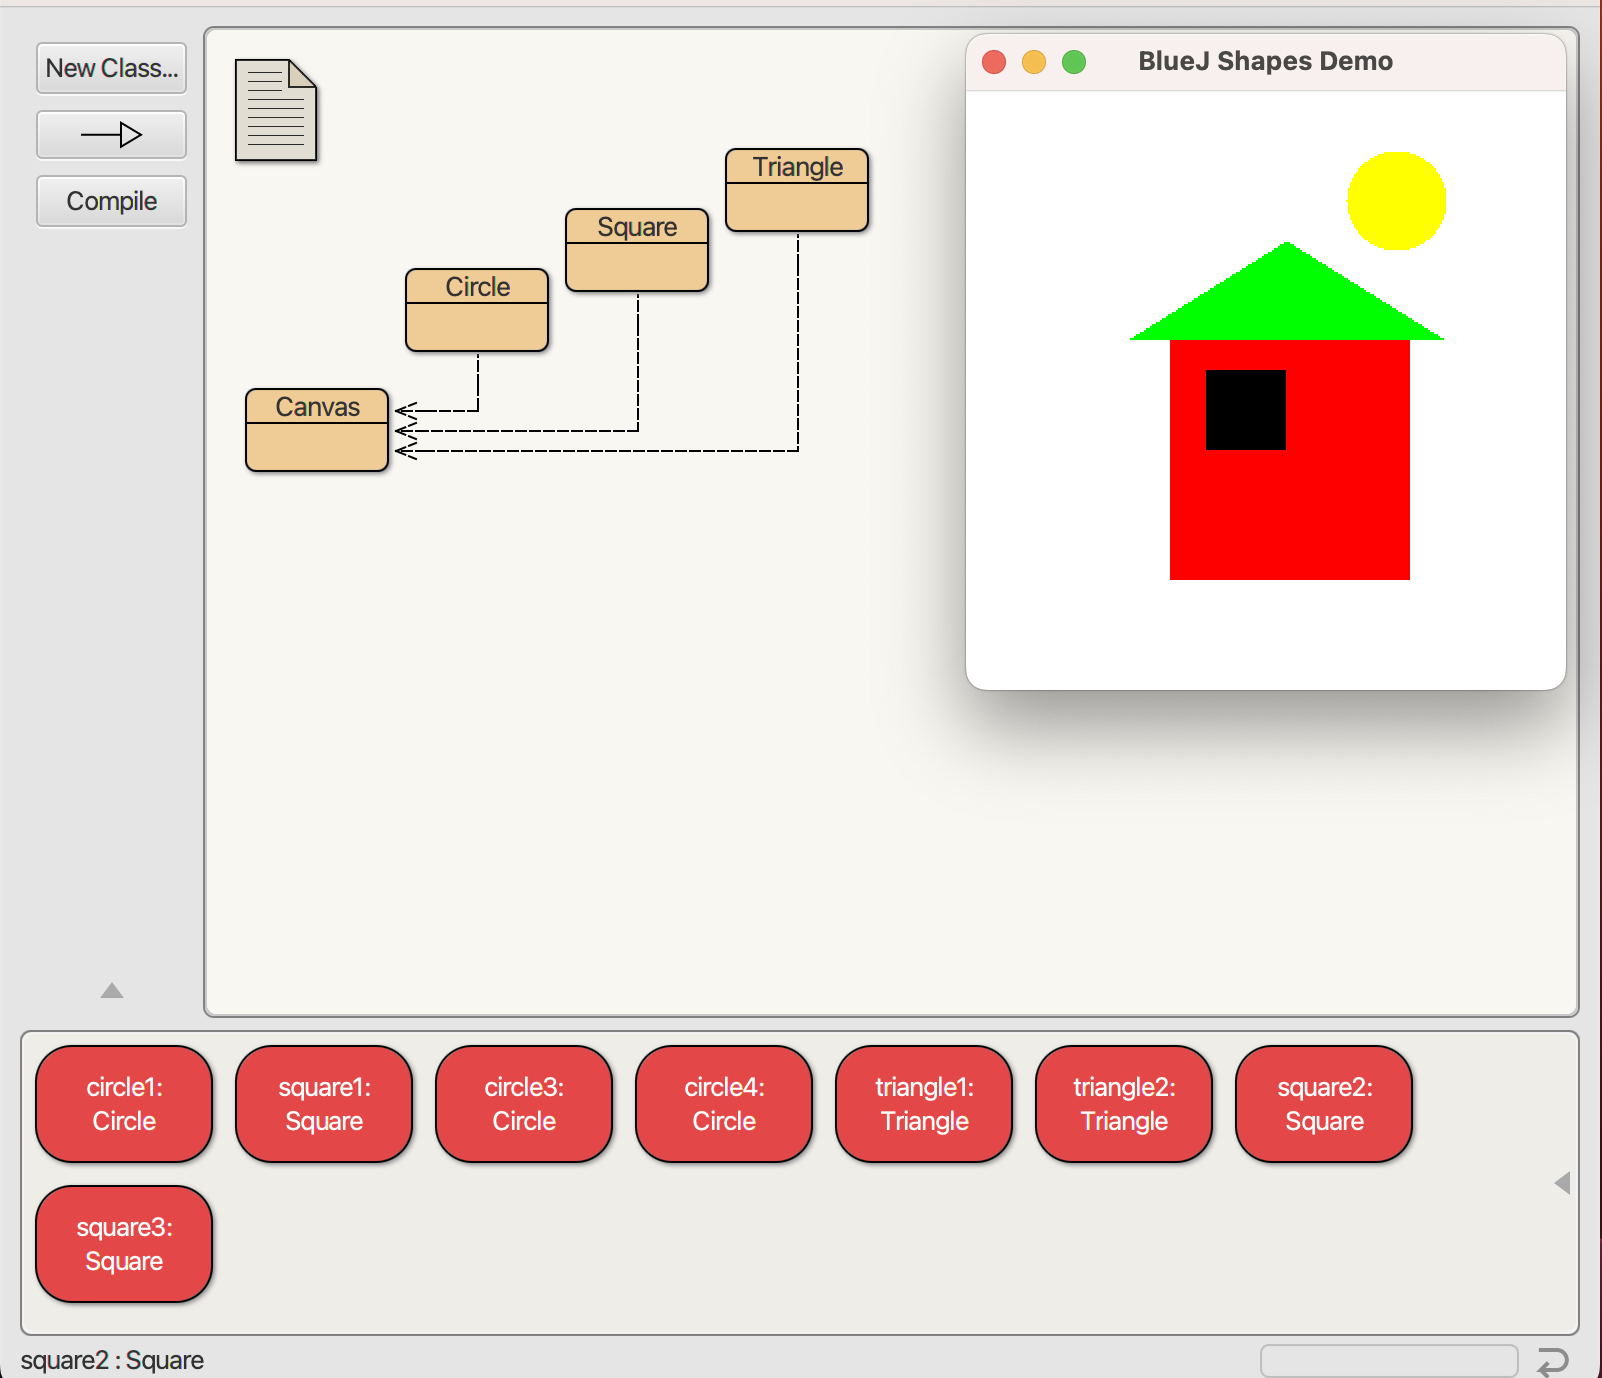 New Class...
Compile
BlueJ Shapes Demo
Triangle
Square
Circle
Canvas
circle1:
Circle
square1:
Square
circle3:
Circle
circle4:
Circle
triangle1:
Triangle
triangle2:
Triangle
square2:
Square
square3:
Square
square2 : Square